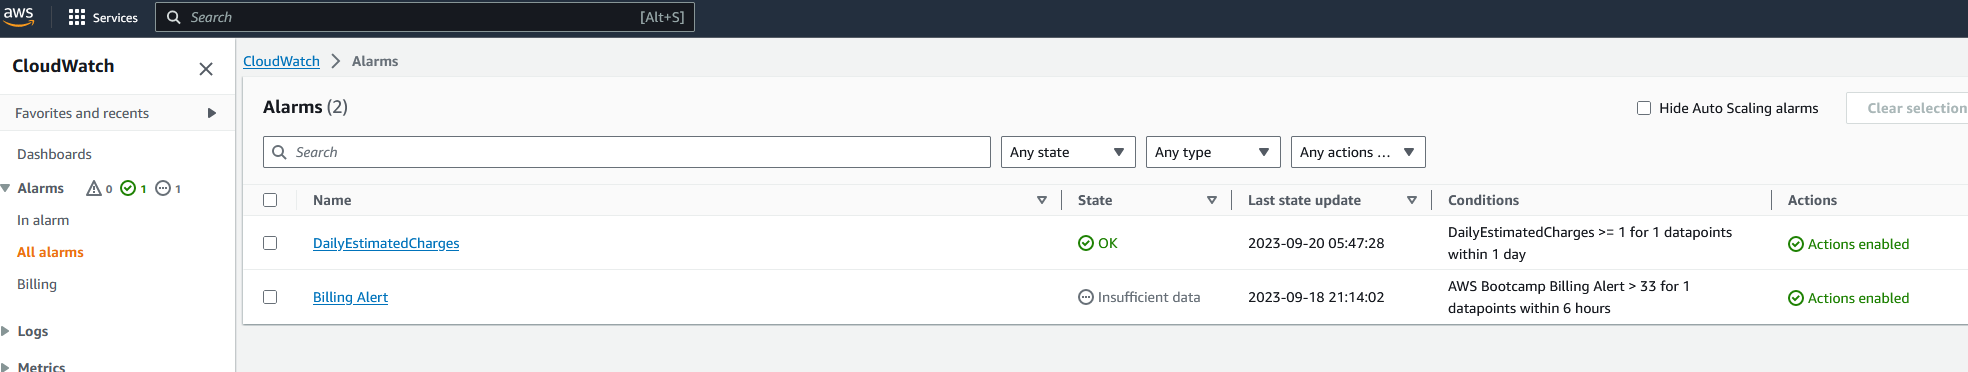 aws
Services
Search
[Alt+S]
CloudWatch
Favorites and recents
Dashboards
Alarms 0 1 1
In alarm
All alarms
Billing
Logs
Metrics
CloudWatch Alarms
Alarms (2)
Hide Auto Scaling alarms
Clear selection
Search
Any state
Any type
Any actions ...
Name State Last state update Conditions Actions
DailyEstimatedCharges OK 2023-09-20 05:47:28 DailyEstimatedCharges >= 1 for 1 datapoints
within 1 day
Actions enabled
Billing Alert Insufficient data 2023-09-18 21:14:02 AWS Bootcamp Billing Alert > 33 for 1
datapoints within 6 hours
Actions enabled